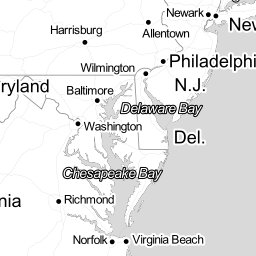 Newark
New
Harrisburg
Allentown
Philadelphi
Wilmington
N.J.
ryland
Baltimore
Delaware Bay
Washington
Del.
Chesapeake Bay
nia
Richmond
Norfolk
Virginia Beach